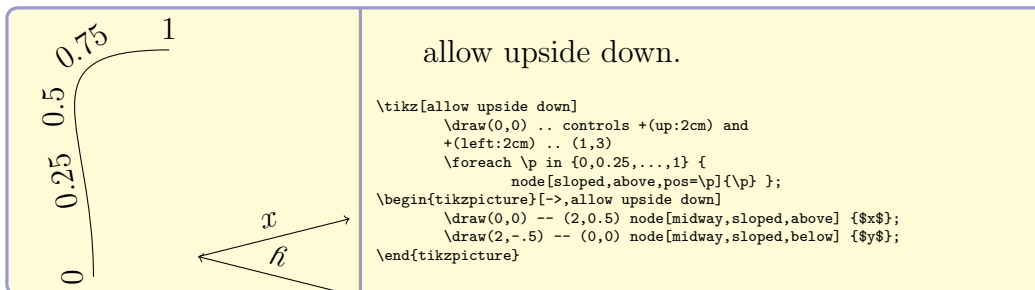 1
0.75
0.5
0.25
0
x
y
allow upside down.
\tikz[allow upside down]
\draw(0,0) .. controls +(up:2cm) and
+(left:2cm) .. (1,3)
\foreach \p in {0,0.25,...,1} {
node[sloped,above,pos=\p]{\p} };
\begin{tikzpicture}[->,allow upside down]
\draw(0,0) -- (2,0.5) node[midway,sloped,above] {$x$};
\draw(2,-.5) -- (0,0) node[midway,sloped,below] {$y$};
\end{tikzpicture}